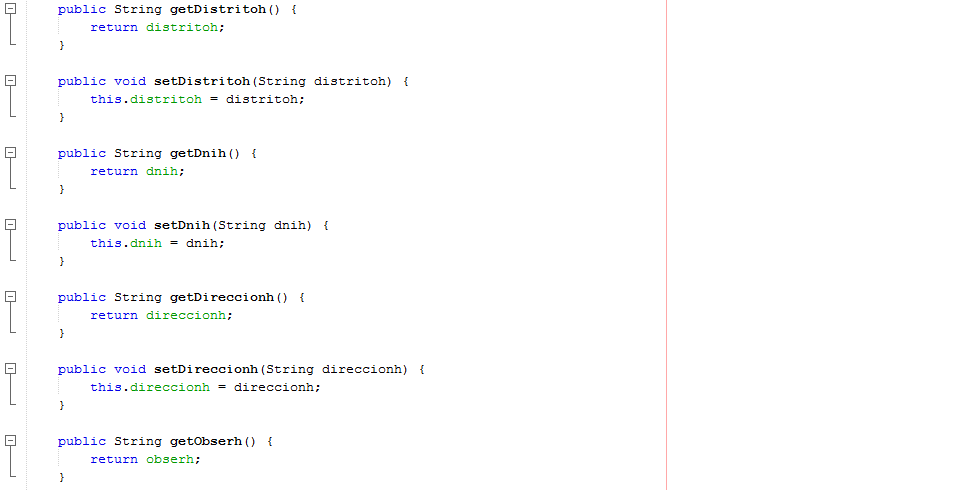 public String getDistritoh() {
return distritoh;
}
public void setDistritoh(String distritoh) {
this.distritoh = distritoh;
}
public String getDnih() {
return dnih;
}
public void setDnih(String dnih) {
this.dnih = dnih;
}
public String getDireccionh() {
return direccionh;
}
public void setDireccionh(String direccionh) {
this.direccionh = direccionh;
}
public String getObserh() {
return obserh;
}